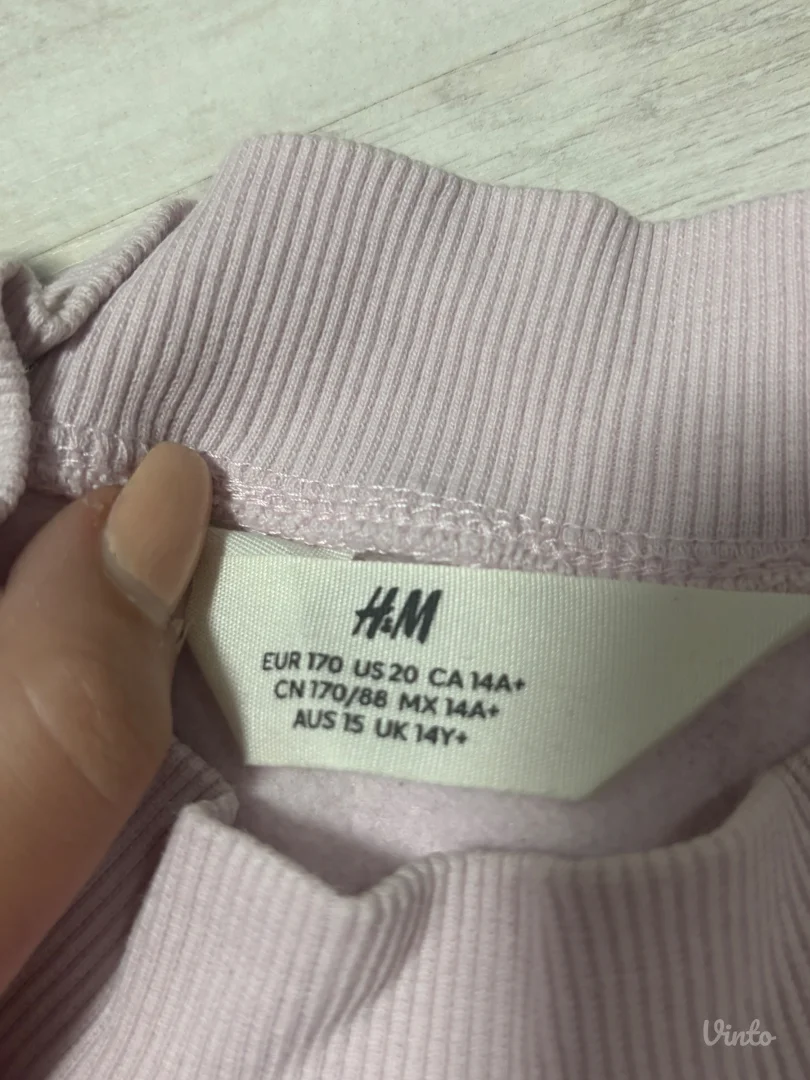 H&M
EUR 170 US 20 CA 14A+
CN 170/88 MX 14A+
AUS 15 UK 14Y+
Vinto